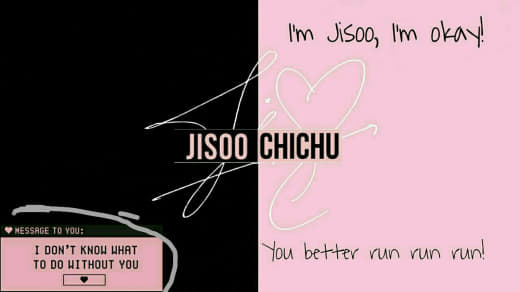 I'm Jisoo, I'm okay!
JISOO CHICHU
You better run run run!
MESSAGE TO YOU:
I DON'T KNOW WHAT
TO DO WITHOUT YOU